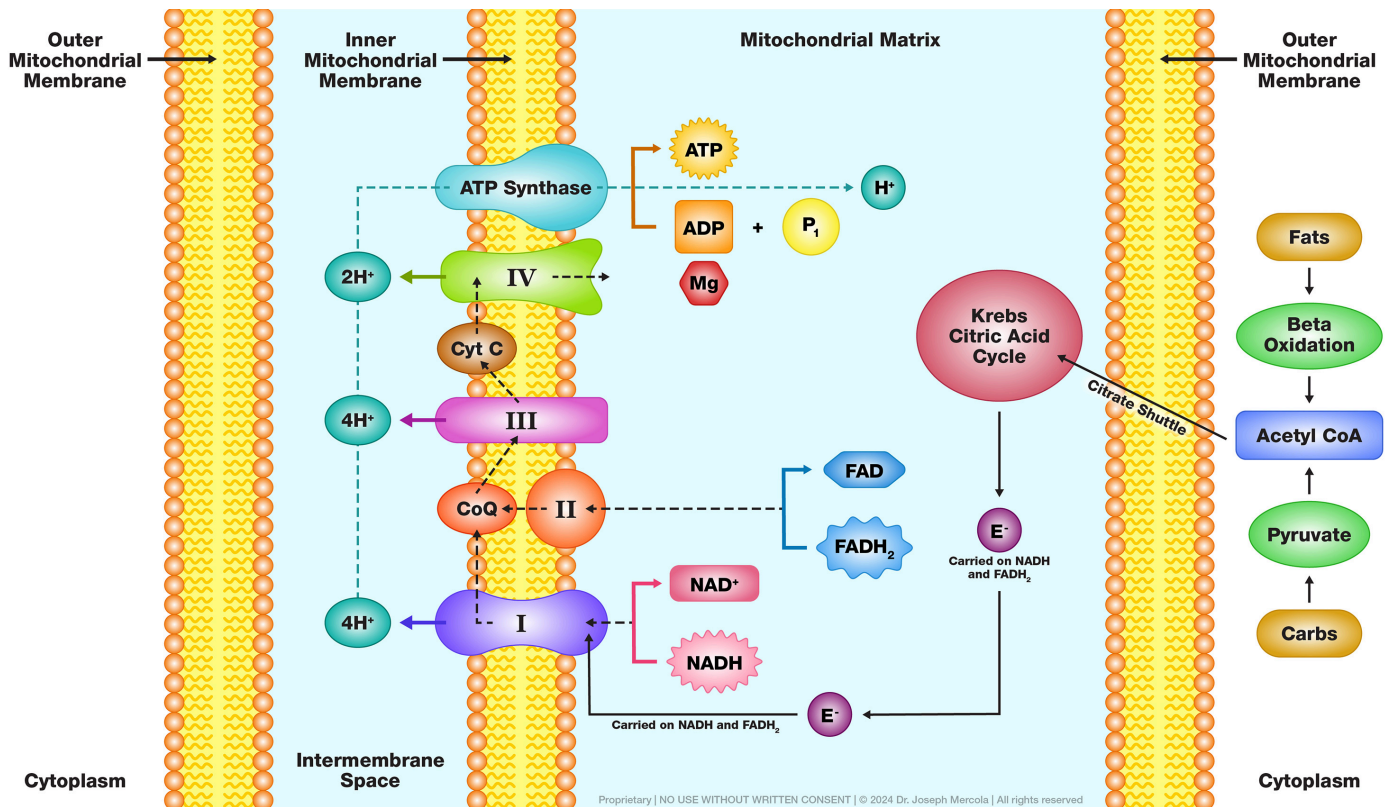 Outer
Mitochondrial
Membrane
Inner
Mitochondrial
Membrane
Mitochondrial Matrix
Outer
Mitochondrial
Membrane
ATP
ATP Synthase
H⁺
ADP
+
P₁
Fats
2H⁺
IV
Mg
Krebs
Citric Acid
Cycle
Beta
Oxidation
Cyt C
Citrate Shuttle
4H⁺
III
Acetyl CoA
FAD
CoQ
II
E⁻
FADH₂
Pyruvate
Carried on NADH
and FADH₂
NAD⁺
4H⁺
I
Carbs
NADH
E⁻
Carried on NADH and FADH₂
Intermembrane
Space
Cytoplasm
Cytoplasm
Proprietary | NO USE WITHOUT WRITTEN CONSENT | © 2024 Dr. Joseph Mercola | All rights reserved